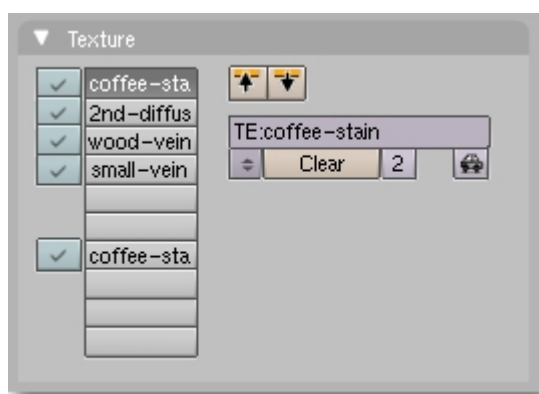 Texture
coffee-sta
2nd-diffus
wood-vein
small-vein
coffee-sta
TE:coffee-stain
Clear 2